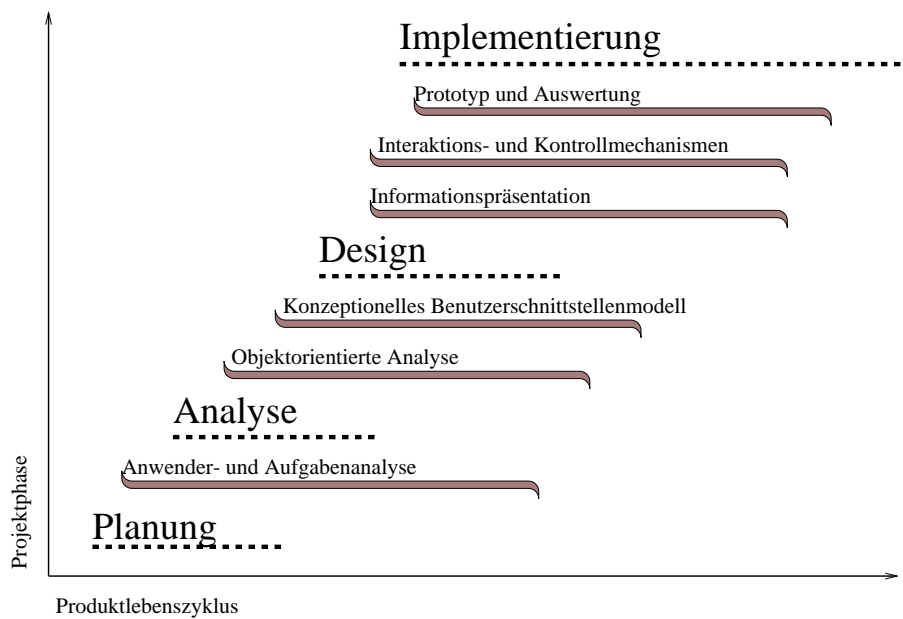 Implementierung
Prototyp und Auswertung
Interaktions- und Kontrollmechanismen
Informationspräsentation
Design
Konzeptionelles Benutzerschnittstellenmodell
Objektorientierte Analyse
Analyse
Anwender- und Aufgabenanalyse
Planung
Projektphase
Produktlebenszyklus